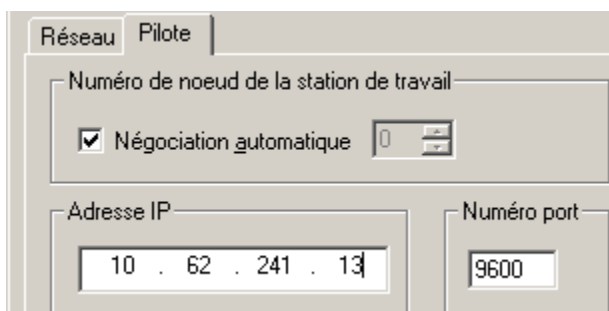 Réseau Pilote
Numéro de noeud de la station de travail
Négociation automatique 0
Adresse IP Numéro port
10 . 62 . 241 . 13 9600